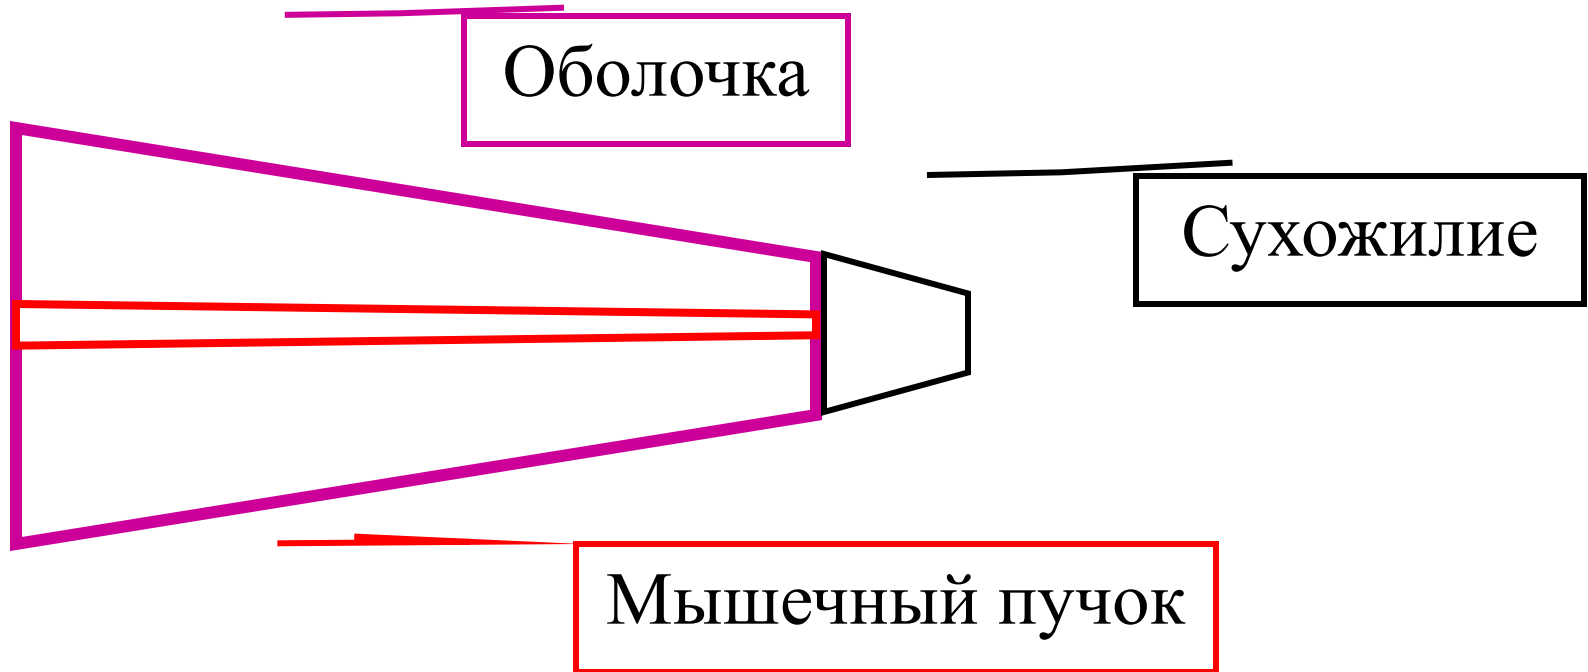 Оболочка
Сухожилие
Мышечный пучок